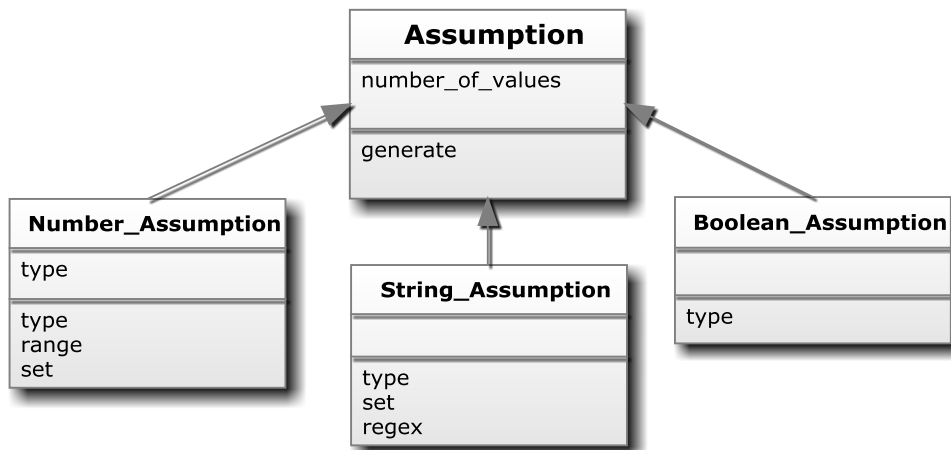 Assumption
number_of_values
generate
Number_Assumption
type
type
range
set
String_Assumption
type
set
regex
Boolean_Assumption
type